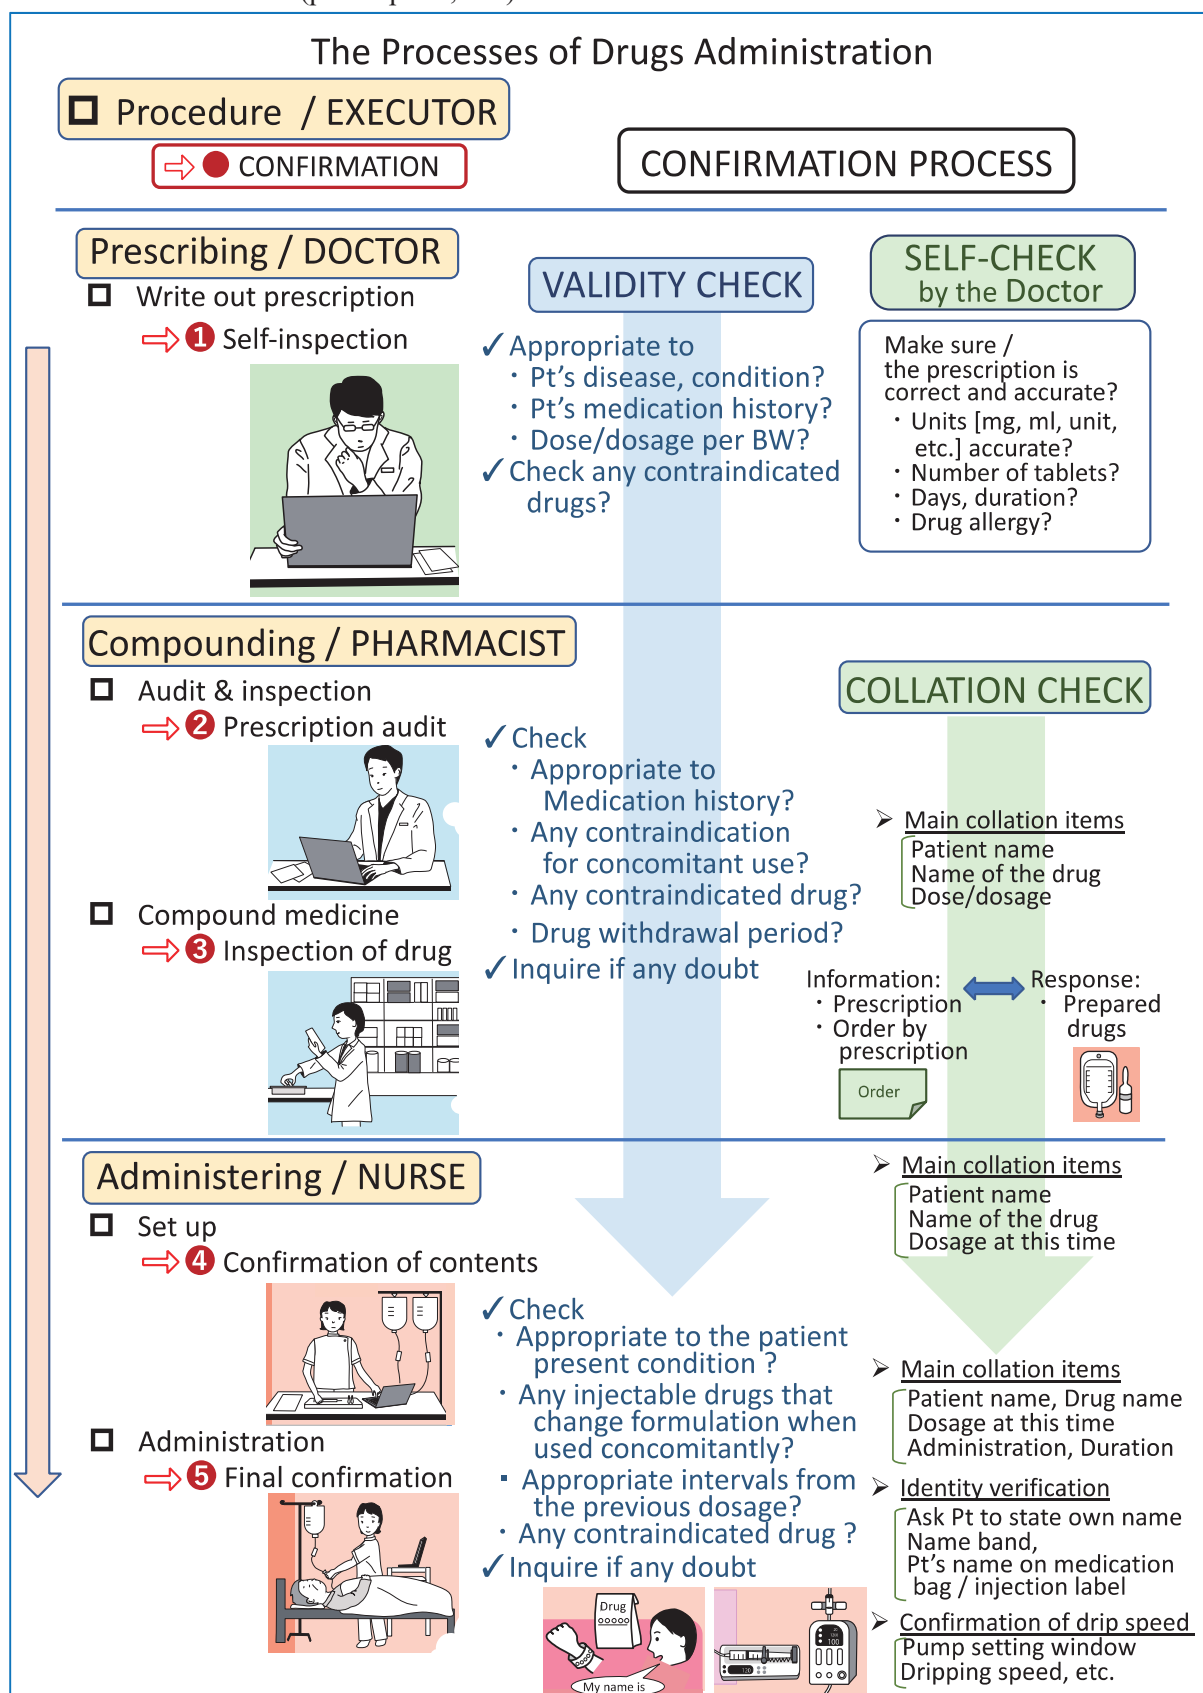 The Processes of Drugs Administration
Procedure / EXECUTOR
CONFIRMATION
CONFIRMATION PROCESS
Prescribing / DOCTOR
Write out prescription
1 Self-inspection
VALIDITY CHECK
✓Appropriate to
・Pt's disease, condition?
・Pt's medication history?
・Dose/dosage per BW?
✓Check any contraindicated
drugs?
SELF-CHECK
by the Doctor
Make sure /
the prescription is
correct and accurate?
・Units [mg, ml, unit,
etc.] accurate?
・Number of tablets?
・Days, duration?
・Drug allergy?
Compounding / PHARMACIST
Audit & inspection
2 Prescription audit
Compound medicine
3 Inspection of drug
✓Check
・Appropriate to
Medication history?
・Any contraindication
for concomitant use?
・Any contraindicated drug?
・Drug withdrawal period?
✓Inquire if any doubt
COLLATION CHECK
Main collation items
Patient name
Name of the drug
Dose/dosage
Information:
・Prescription
・Order by
prescription
Order
Response:
・Prepared
drugs
Administering / NURSE
Set up
4 Confirmation of contents
Administration
5 Final confirmation
✓Check
・Appropriate to the patient
present condition ?
・Any injectable drugs that
change formulation when
used concomitantly?
・Appropriate intervals from
the previous dosage?
・Any contraindicated drug ?
✓Inquire if any doubt
Drug
My name is
130
100
Main collation items
Patient name
Name of the drug
Dosage at this time
Main collation items
Patient name, Drug name
Dosage at this time
Administration, Duration
Identity verification
Ask Pt to state own name
Name band,
Pt's name on medication
bag / injection label
Confirmation of drip speed
Pump setting window
Dripping speed, etc.